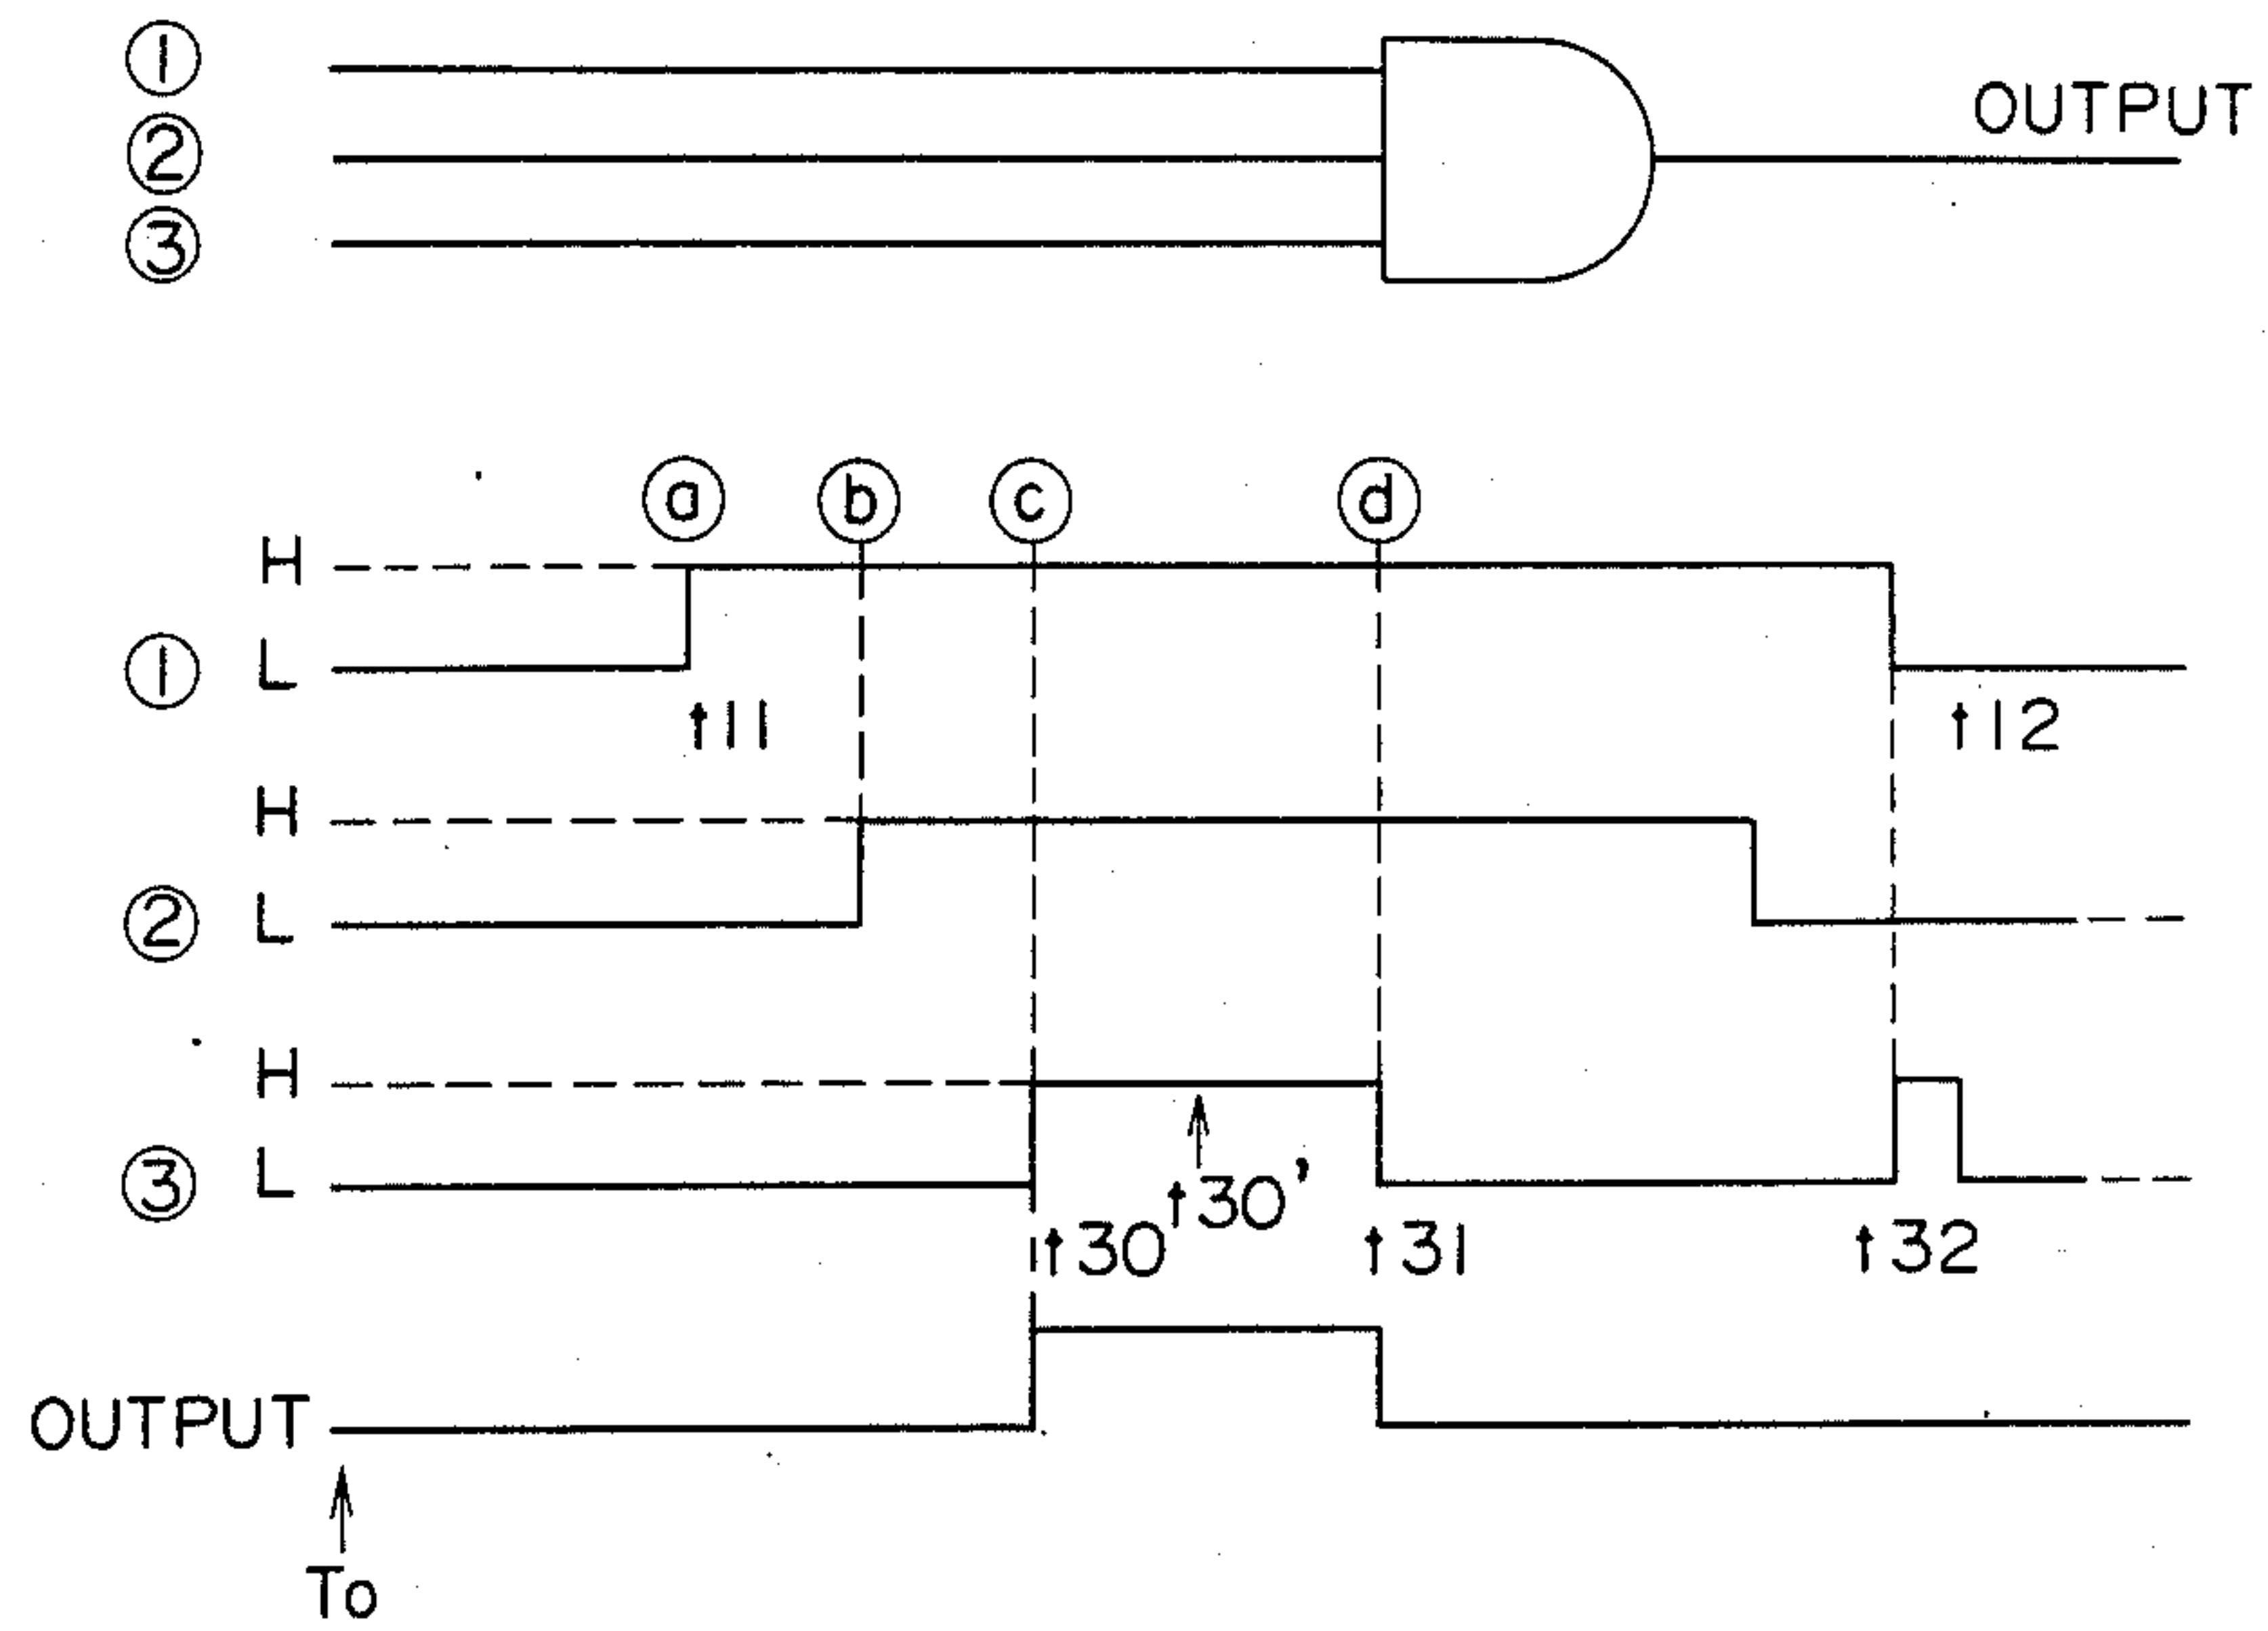 ①
OUTPUT
②
③
ⓐ ⓑ ⓒ ⓓ
H
① L
t11 t12
H
② L
H
③ L
t30 t30' t31 t32
OUTPUT
To